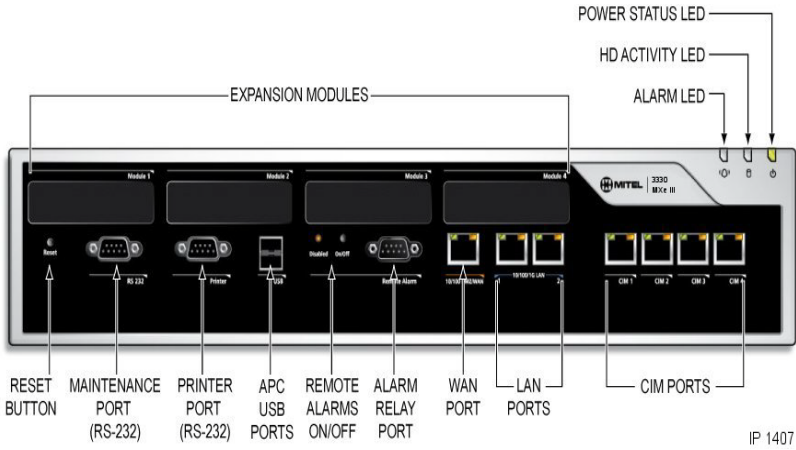 POWER STATUS LED
HD ACTIVITY LED
ALARM LED
EXPANSION MODULES
Module 1
Module 2
Module 3
Module 4
MITEL
3330
MXe III
Reset
RS 232
Printer
USB
Disabled
On/Off
Remote Alarm
10/100
/WAN
10/100/1G LAN
1
2
CIM 1
CIM 2
CIM 3
CIM 4
RESET
BUTTON
MAINTENANCE
PORT
(RS-232)
PRINTER
PORT
(RS-232)
APC
USB
PORTS
REMOTE
ALARMS
ON/OFF
ALARM
RELAY
PORT
WAN
PORT
LAN
PORTS
CIM PORTS
IP 1407